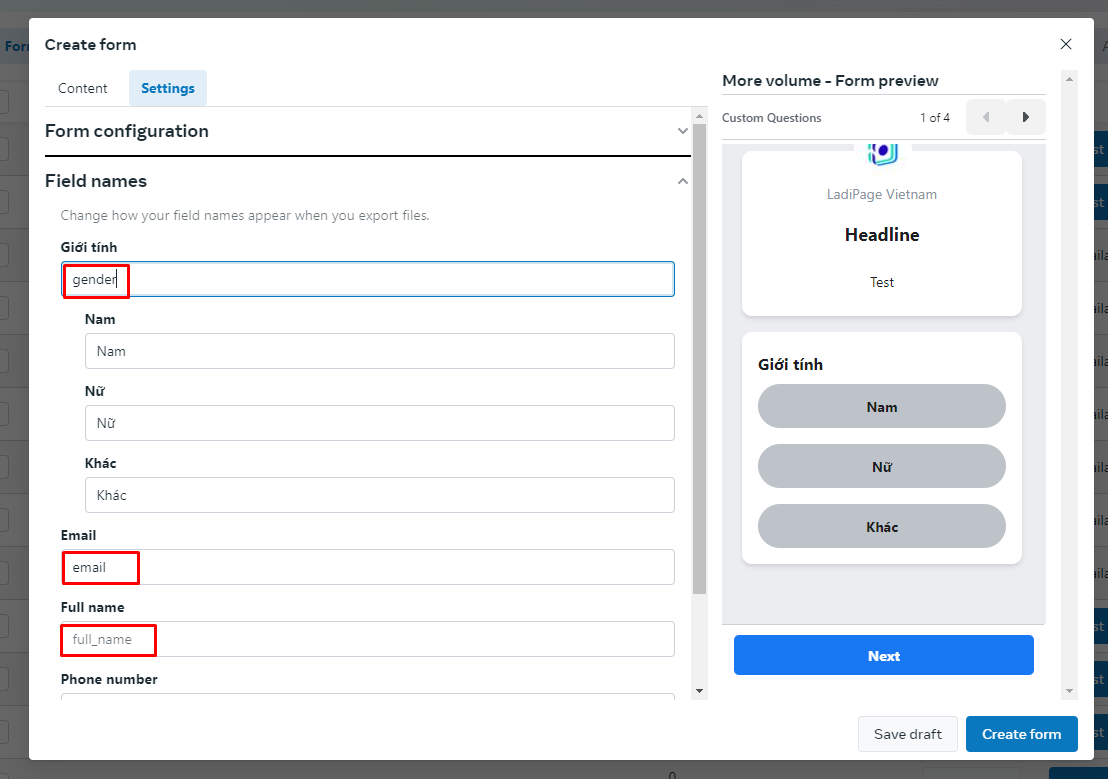 Create form
Content
Settings
Form configuration
Field names
Change how your field names appear when you export files.
Giới tính
gender
Nam
Nam
Nữ
Nữ
Khác
Khác
Email
email
Full name
full_name
Phone number
More volume - Form preview
Custom Questions
1 of 4
LadiPage Vietnam
Headline
Test
Giới tính
Nam
Nữ
Khác
Next
Save draft
Create form